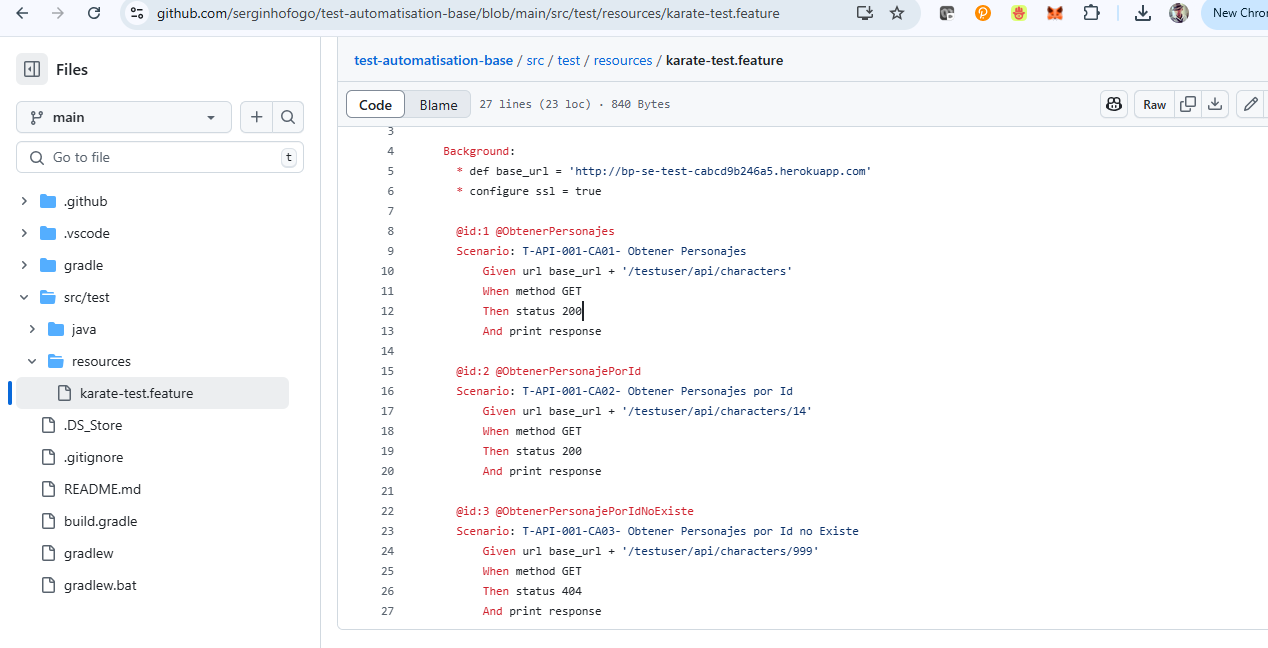 github.com/serginhofogo/test-automatisation-base/blob/main/src/test/resources/karate-test.feature
New Chro
Files
main
Go to file
t
.github
.vscode
gradle
src/test
java
resources
karate-test.feature
.DS_Store
.gitignore
README.md
build.gradle
gradlew
gradlew.bat
test-automatisation-base / src / test / resources / karate-test.feature
Code Blame 27 lines (23 loc) · 840 Bytes Raw
3
4 Background:
5 * def base_url = 'http://bp-se-test-cabcd9b246a5.herokuapp.com'
6 * configure ssl = true
7
8 @id:1 @ObtenerPersonajes
9 Scenario: T-API-001-CA01- Obtener Personajes
10 Given url base_url + '/testuser/api/characters'
11 When method GET
12 Then status 200
13 And print response
14
15 @id:2 @ObtenerPersonajePorId
16 Scenario: T-API-001-CA02- Obtener Personajes por Id
17 Given url base_url + '/testuser/api/characters/14'
18 When method GET
19 Then status 200
20 And print response
21
22 @id:3 @ObtenerPersonajePorIdNoExiste
23 Scenario: T-API-001-CA03- Obtener Personajes por Id no Existe
24 Given url base_url + '/testuser/api/characters/999'
25 When method GET
26 Then status 404
27 And print response